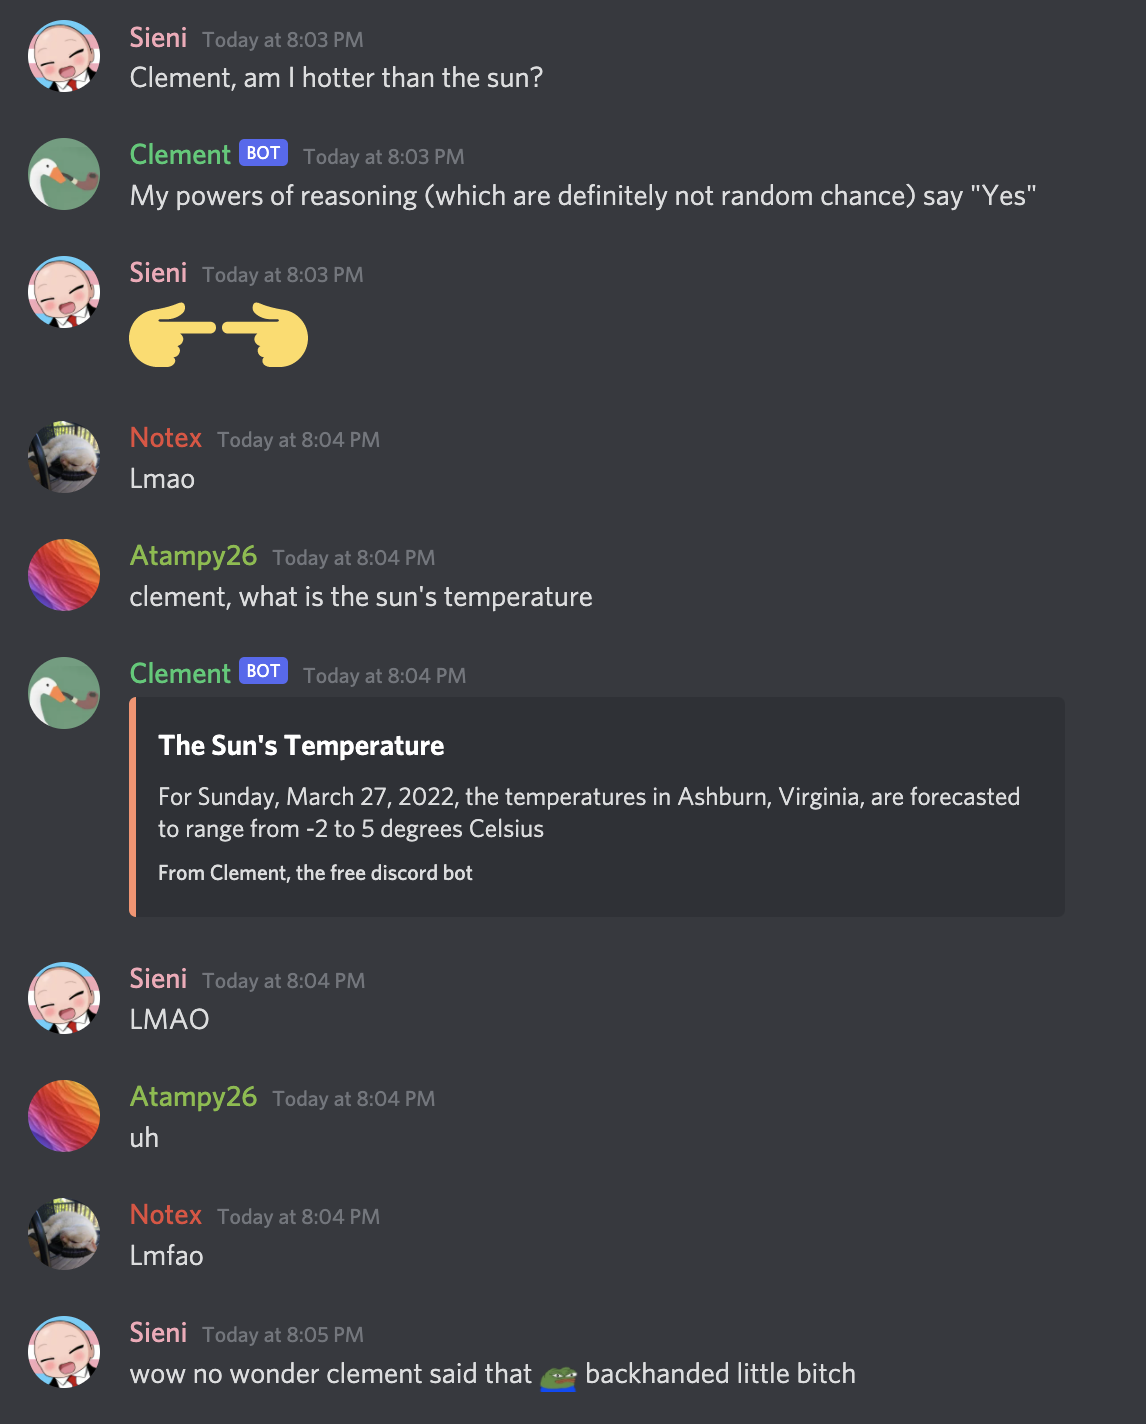 Sieni Today at 8:03 PM
Clement, am I hotter than the sun?
Clement BOT Today at 8:03 PM
My powers of reasoning (which are definitely not random chance) say "Yes"
Sieni Today at 8:03 PM
👉👈
Notex Today at 8:04 PM
Lmao
Atampy26 Today at 8:04 PM
clement, what is the sun's temperature
Clement BOT Today at 8:04 PM
The Sun's Temperature
For Sunday, March 27, 2022, the temperatures in Ashburn, Virginia, are forecasted
to range from -2 to 5 degrees Celsius
From Clement, the free discord bot
Sieni Today at 8:04 PM
LMAO
Atampy26 Today at 8:04 PM
uh
Notex Today at 8:04 PM
Lmfao
Sieni Today at 8:05 PM
wow no wonder clement said that backhanded little bitch